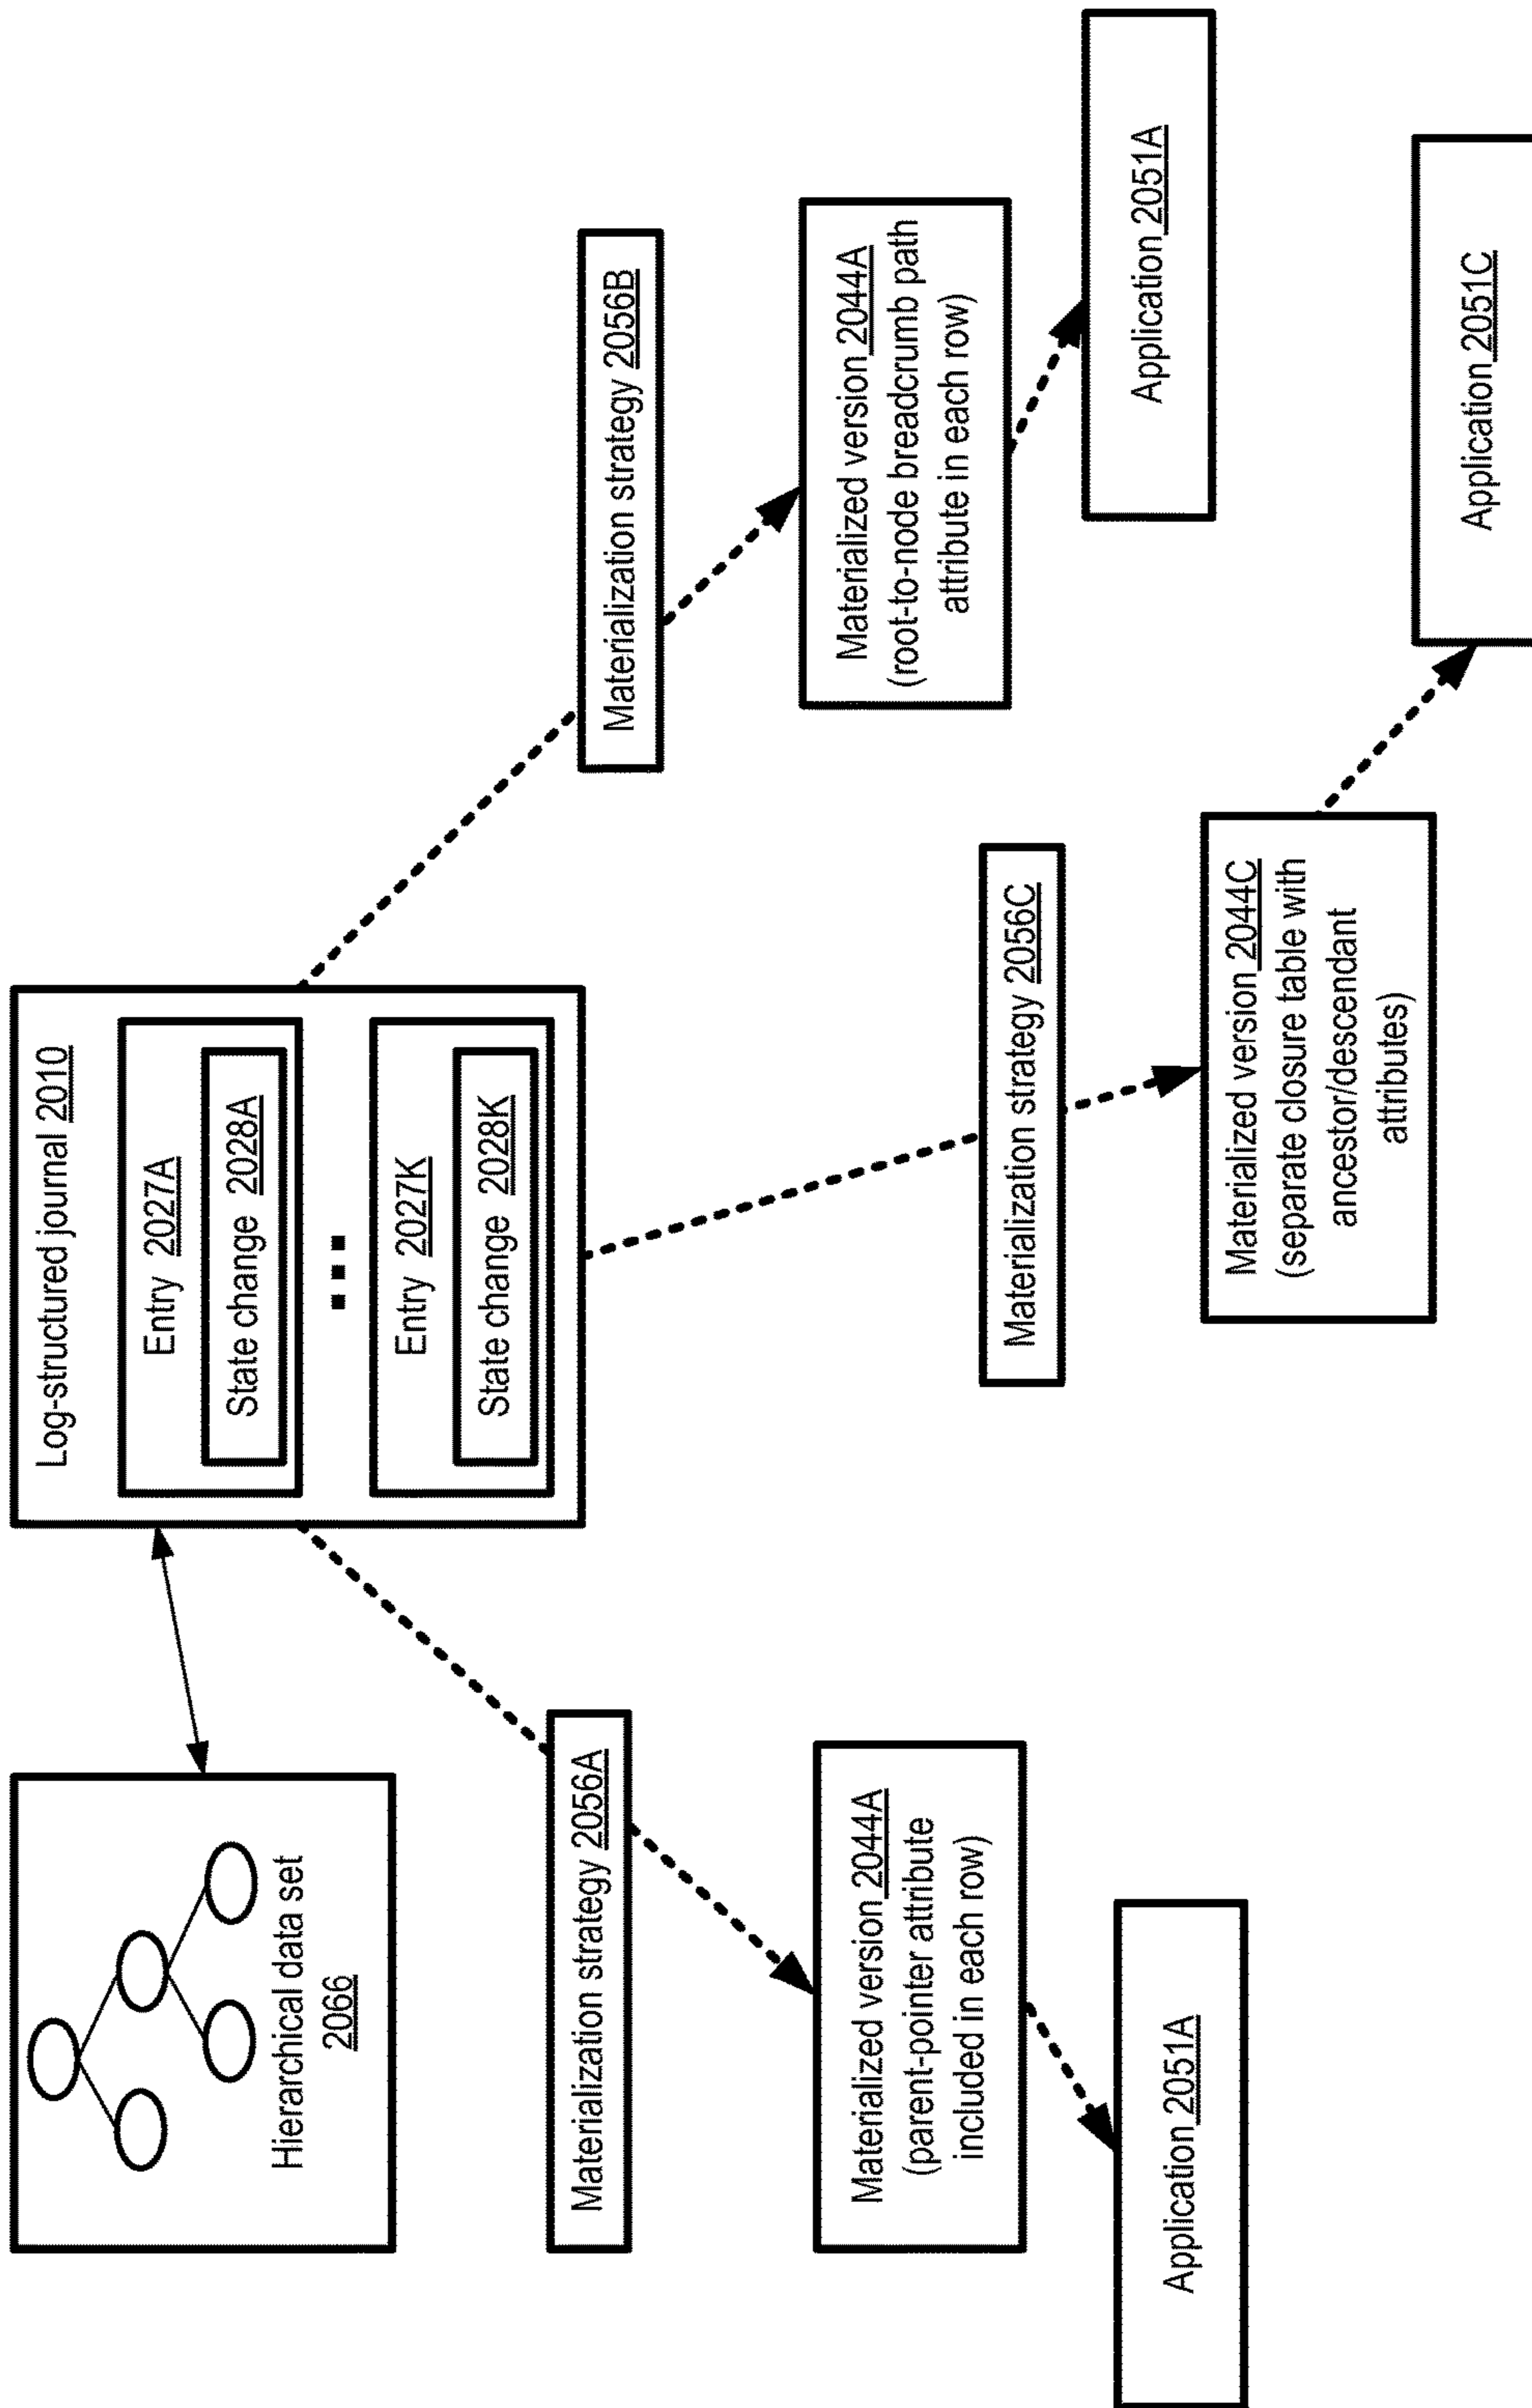 Hierarchical data set
2066
Log-structured journal 2010
Entry 2027A
State change 2028A
Entry 2027K
State change 2028K
Materialization strategy 2056A
Materialization strategy 2056B
Materialized version 2044A
(parent-pointer attribute
included in each row)
Materialized version 2044A
(root-to-node breadcrumb path
attribute in each row)
Materialization strategy 2056C
Application 2051A
Application 2051A
Materialized version 2044C
(separate closure table with
ancestor/descendant
attributes)
Application 2051C